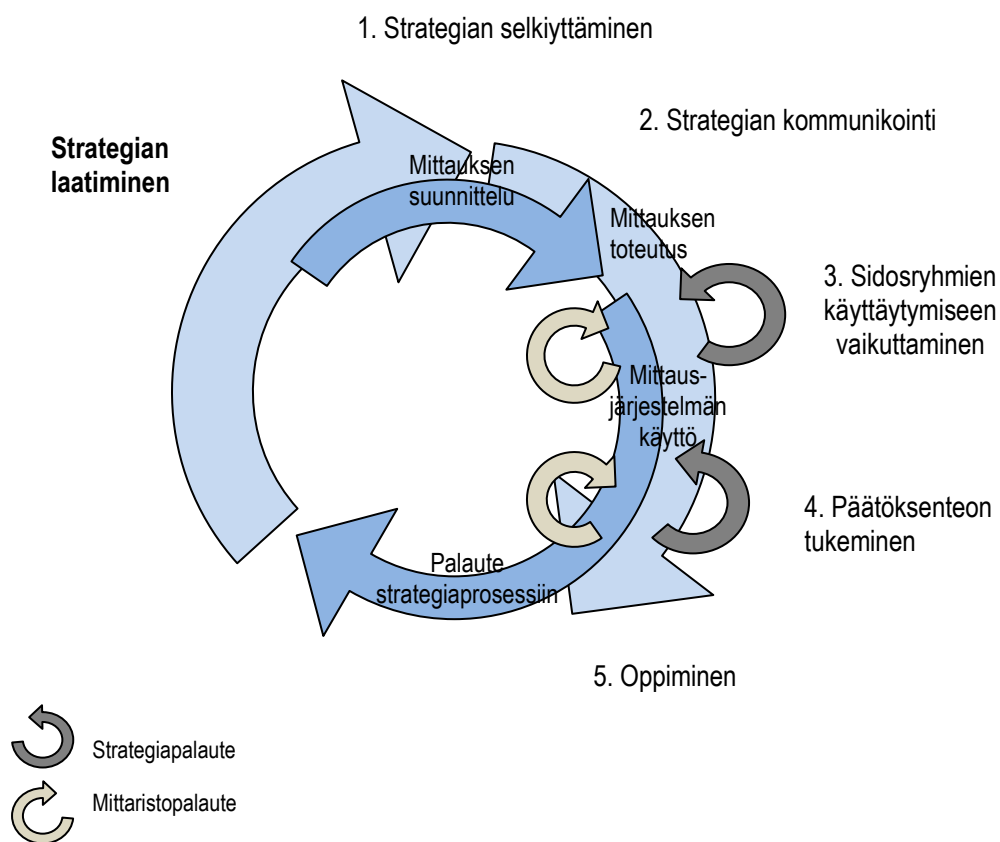 1. Strategian selkiyttäminen
2. Strategian kommunikointi
Strategian
laatiminen
Mittauksen
suunnittelu
Mittauksen
toteutus
3. Sidosryhmien
käyttäytymiseen
vaikuttaminen
Mittaus-
järjestelmän
käyttö
4. Päätöksenteon
tukeminen
Palaute
strategiaprosessiin
5. Oppiminen
Strategiapalaute
Mittaristopalaute